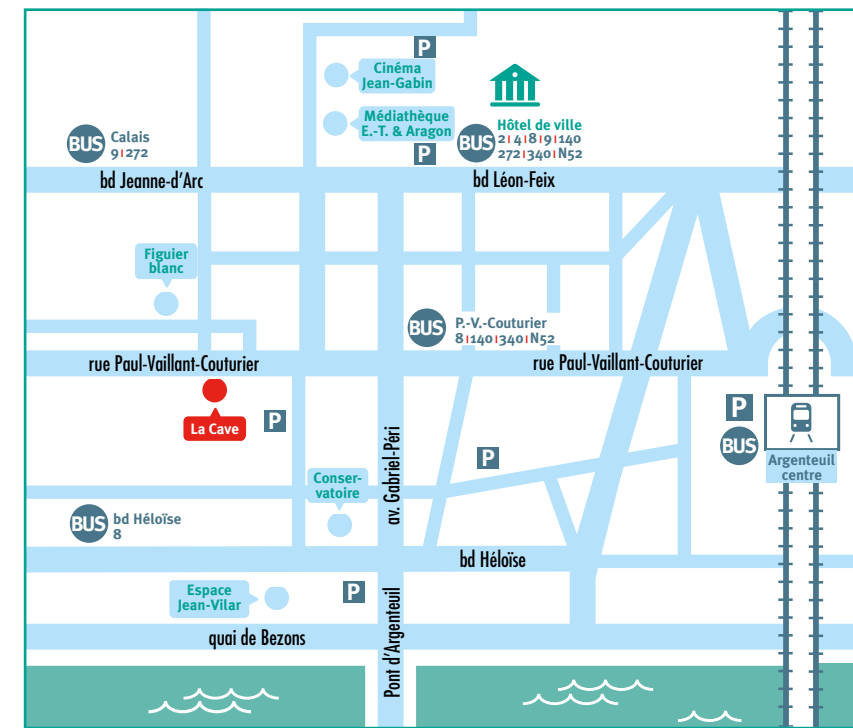 P
Cinéma
Jean-Gabin
Médiathèque
E.-T. & Aragon
P
BUS
Calais
9|272
BUS
Hôtel de ville
2|4|8|9|140
272|340|N52
bd Jeanne-d'Arc
bd Léon-Feix
Figuier
blanc
BUS
P.-V.-Couturier
8|140|340|N52
rue Paul-Vaillant-Couturier
rue Paul-Vaillant-Couturier
La Cave
P
av. Gabriel-Péri
P
P
BUS
Argenteuil
centre
Conser-
vatoire
BUS
bd Héloïse
8
bd Héloïse
Espace
Jean-Vilar
P
quai de Bezons
Pont d'Argenteuil